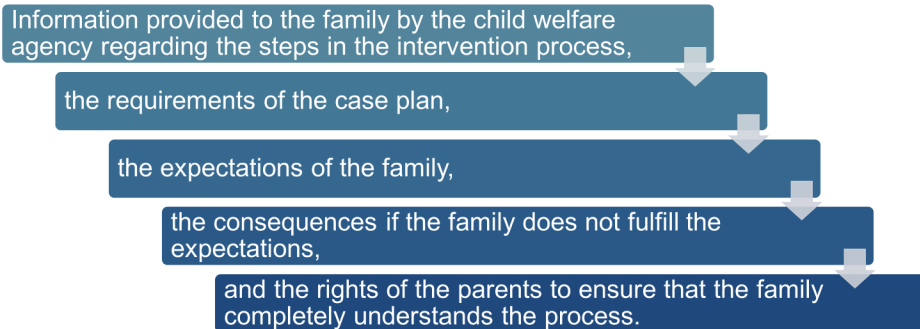 Information provided to the family by the child welfare
agency regarding the steps in the intervention process,
the requirements of the case plan,
the expectations of the family,
the consequences if the family does not fulfill the
expectations,
and the rights of the parents to ensure that the family
completely understands the process.